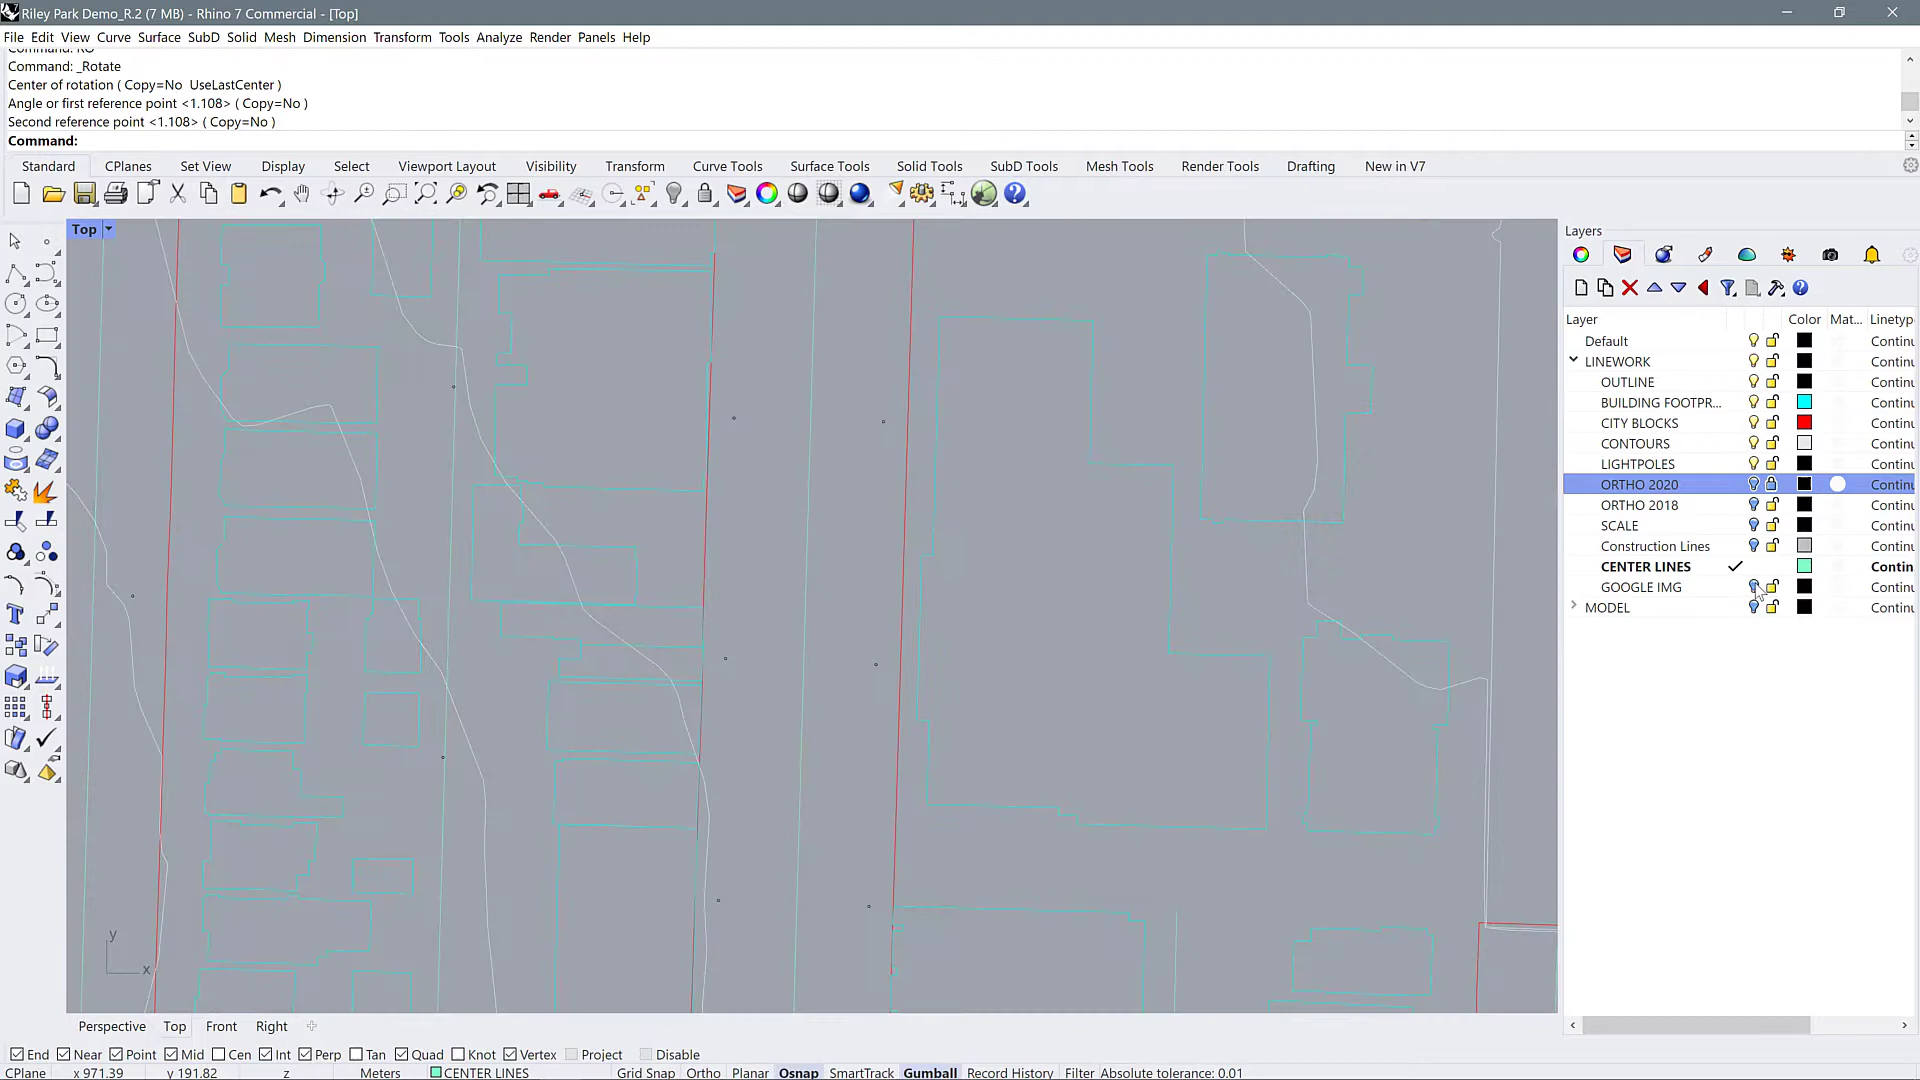 Riley Park Demo_R.2 (7 MB) - Rhino 7 Commercial - [Top]
File Edit View Curve Surface SubD Solid Mesh Dimension Transform Tools Analyze Render Panels Help
Command: _Rotate
Center of rotation ( Copy=No UseLastCenter )
Angle or first reference point <1.108> ( Copy=No )
Second reference point <1.108> ( Copy=No )
Command:
Standard CPlanes Set View Display Select Viewport Layout Visibility Transform Curve Tools Surface Tools Solid Tools SubD Tools Mesh Tools Render Tools Drafting New in V7
Top
Layers
Layer Color Mat... Linetyp
Default Continu
LINEWORK Continu
OUTLINE Continu
BUILDING FOOTPR... Continu
CITY BLOCKS Continu
CONTOURS Continu
LIGHTPOLES Continu
ORTHO 2020 Continu
ORTHO 2018 Continu
SCALE Continu
Construction Lines Continu
CENTER LINES Contin
GOOGLE IMG Continu
MODEL Continu
y
x
Perspective Top Front Right
End Near Point Mid Cen Int Perp Tan Quad Knot Vertex Project Disable
CPlane x 971.39 y 191.82 z Meters CENTER LINES Grid Snap Ortho Planar Osnap SmartTrack Gumball Record History Filter Absolute tolerance: 0.01